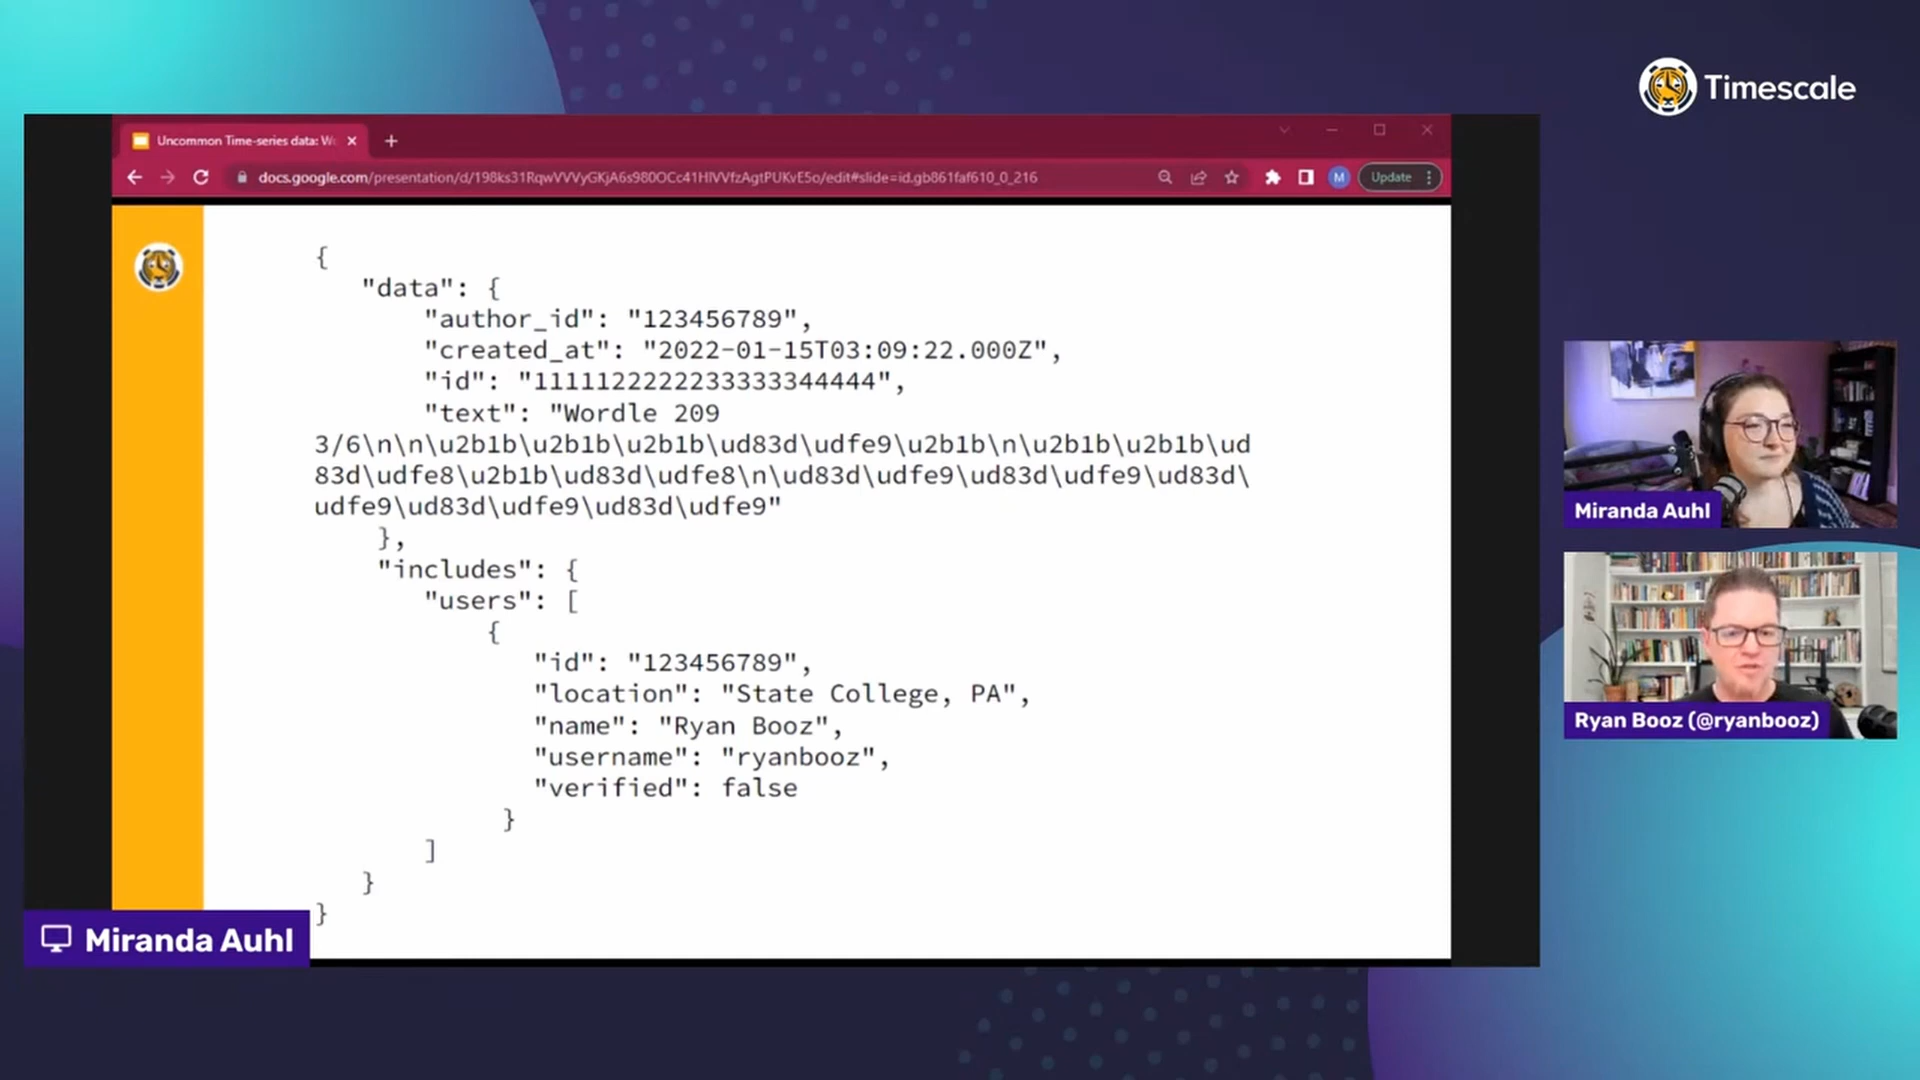 Timescale
Uncommon Time-series data: Wo
docs.google.com/presentation/d/198ks31RqwVVVyGKjA6s980OCc41HlVVfzAgtPUKvE5o/edit#slide=id.gb861faf610_0_216
M
Update
{
"data": {
"author_id": "123456789",
"created_at": "2022-01-15T03:09:22.000Z",
"id": "1111122222233333344444",
"text": "Wordle 209
3/6\n\n\u2b1b\u2b1b\u2b1b\ud83d\udfe9\u2b1b\n\u2b1b\u2b1b\ud
83d\udfe8\u2b1b\ud83d\udfe8\n\ud83d\udfe9\ud83d\udfe9\ud83d\
udfe9\ud83d\udfe9\ud83d\udfe9"
},
"includes": {
"users": [
{
"id": "123456789",
"location": "State College, PA",
"name": "Ryan Booz",
"username": "ryanbooz",
"verified": false
}
]
}
}
Miranda Auhl
Miranda Auhl
Ryan Booz (@ryanbooz)